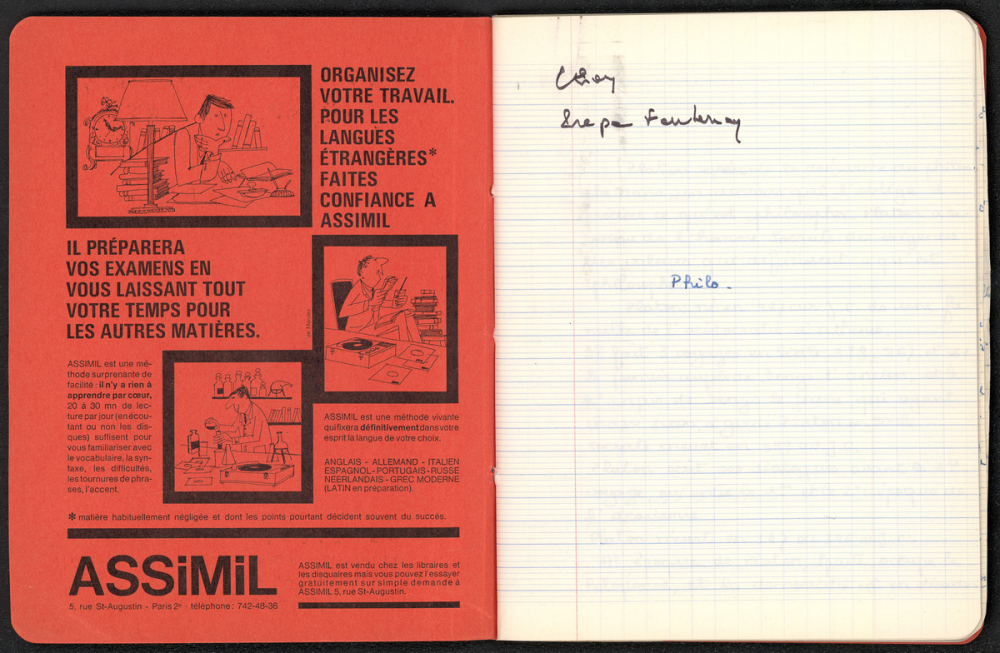 ORGANISEZ
VOTRE TRAVAIL.
POUR LES
LANGUES
ÉTRANGÈRES*
FAITES
CONFIANCE A
ASSIMIL
IL PRÉPARERA
VOS EXAMENS EN
VOUS LAISSANT TOUT
VOTRE TEMPS POUR
LES AUTRES MATIÈRES.
ASSIMIL est une mé-
thode surprenante de
facilité : il n'y a rien à
apprendre par cœur,
20 à 30 mn de lec-
ture par jour (en écou-
tant ou non les dis-
ques) suffisent pour
vous familiariser avec
le vocabulaire, la syn-
taxe, les difficultés,
les tournures de phra-
ses, l'accent.
ASSIMIL est une méthode vivante
qui fixera définitivement dans votre
esprit la langue de votre choix.
ANGLAIS - ALLEMAND - ITALIEN
ESPAGNOL - PORTUGAIS - RUSSE
NEERLANDAIS - GREC MODERNE
(LATIN en préparation).
* matière habituellement négligée et dont les points pourtant décident souvent du succès.
ASSiMiL
5, rue St-Augustin - Paris 2e - téléphone : 742-48-36
ASSIMIL est vendu chez les libraires et
les disquaires mais vous pouvez l'essayer
gratuitement sur simple demande à
ASSIMIL 5, rue St-Augustin.
Fontenay
Philo.